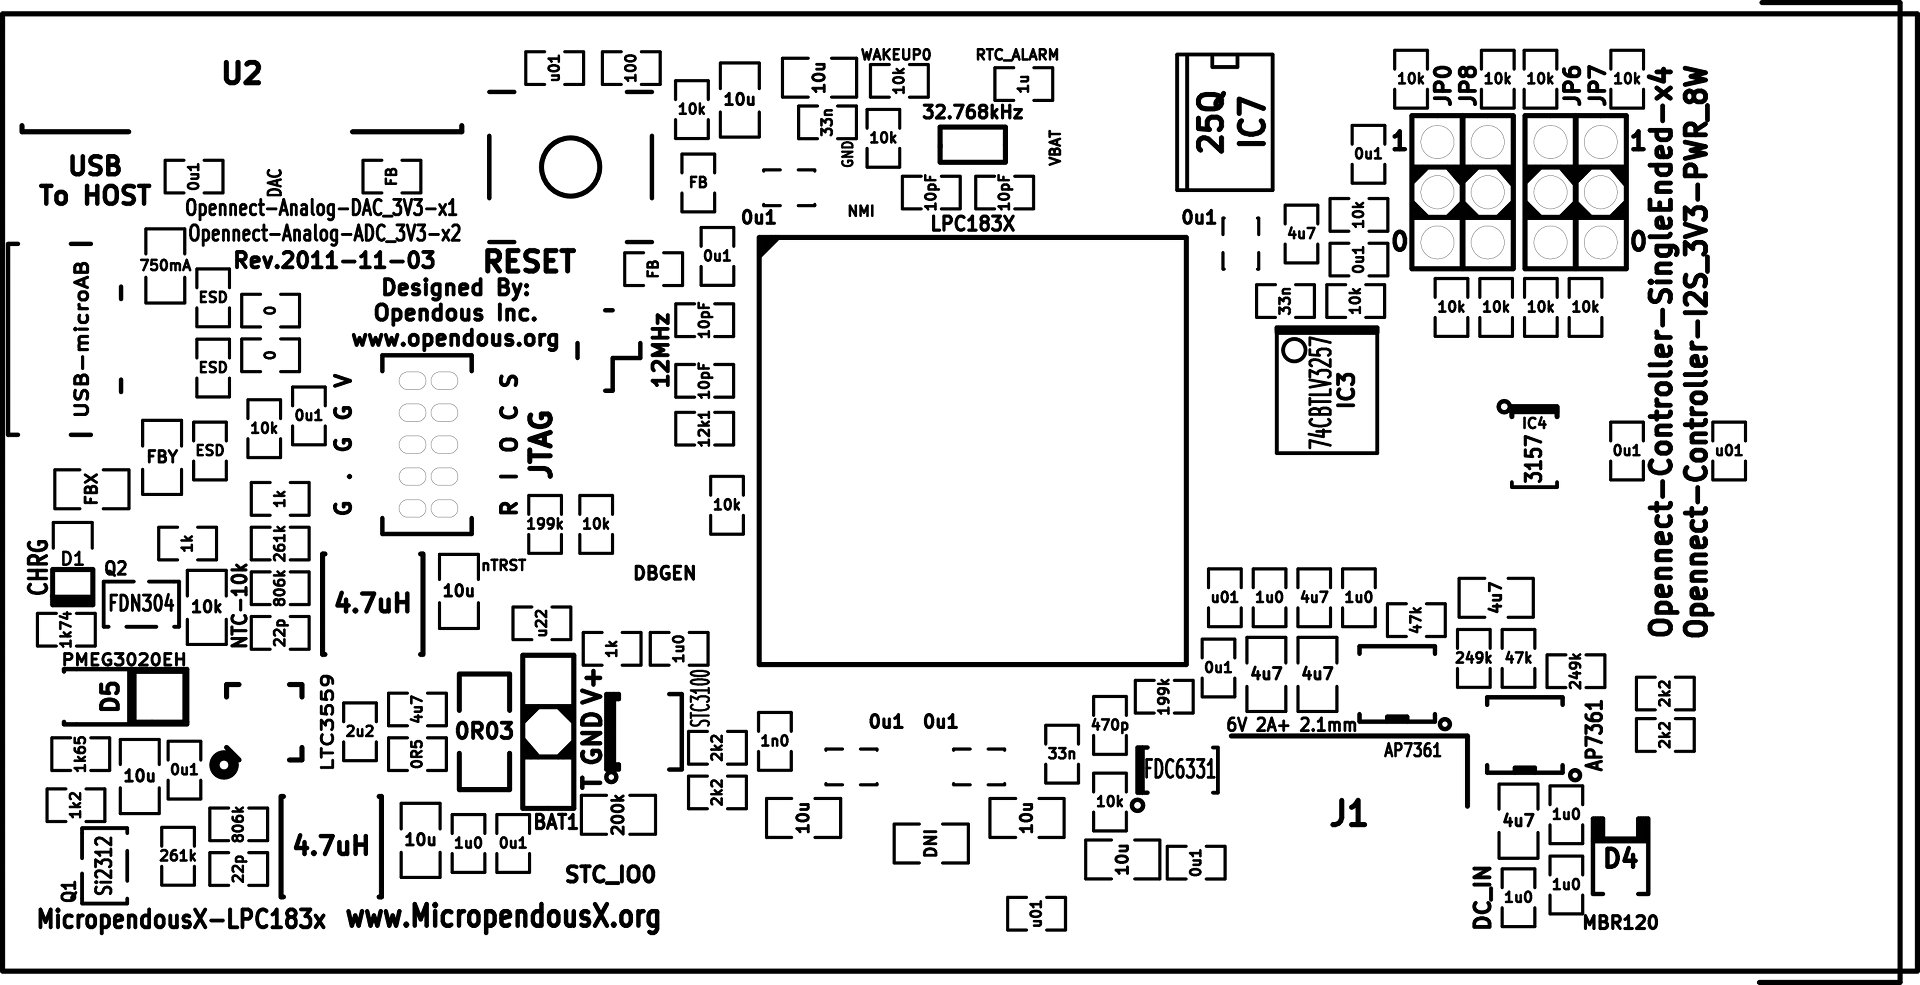 U2
USB
To HOST
0u1
DAC
FB
Opennect-Analog-DAC_3V3-x1
Opennect-Analog-ADC_3V3-x2
Rev.2011-11-03
Designed By:
Opendous Inc.
www.opendous.org
u01
100
RESET
10k
10u
FB
0u1
10u
WAKEUP0
10k
RTC_ALARM
1u
33n
10k
GND
32.768kHz
VBAT
10pF
10pF
NMI
LPC183X
FB
0u1
25Q
IC7
0u1
4u7
10k
0u1
33n
10k
0u1
10k
JP0
JP8
10k
10k
JP6
JP7
10k
1
1
0
0
10k
10k
10k
10k
Opennect-Controller-SingleEnded-x4
Opennect-Controller-I2S_3V3-PWR_8W
USB-microAB
750mA
ESD
0
ESD
0
10k
0u1
FBY
ESD
FBX
V
G
G
.
G
S
C
O
I
R
JTAG
12MHz
10pF
10pF
12k1
10k
74CBTLV3257
IC3
IC4
3157
0u1
u01
1k
261k
806k
22p
1k
CHRG
D1
Q2
FDN304
10k
NTC-10k
1k74
4.7uH
10u
nTRST
199k
10k
DBGEN
u22
1k
1u0
PMEG3020EH
D5
LTC3559
2u2
4u7
0R5
0R03
V+
GND
T
STC3100
2k2
2k2
1n0
BAT1
200k
1k65
10u
0u1
1k2
Si2312
Q1
261k
806k
22p
4.7uH
10u
1u0
0u1
STC_IO0
MicropendousX-LPC183x
www.MicropendousX.org
0u1
0u1
10u
DNI
10u
u01
33n
470p
199k
0u1
10k
FDC6331
10u
0u1
u01
1u0
4u7
1u0
4u7
4u7
47k
4u7
249k
47k
249k
2k2
2k2
6V 2A+ 2.1mm
AP7361
AP7361
J1
4u7
1u0
1u0
1u0
DC_IN
D4
MBR120